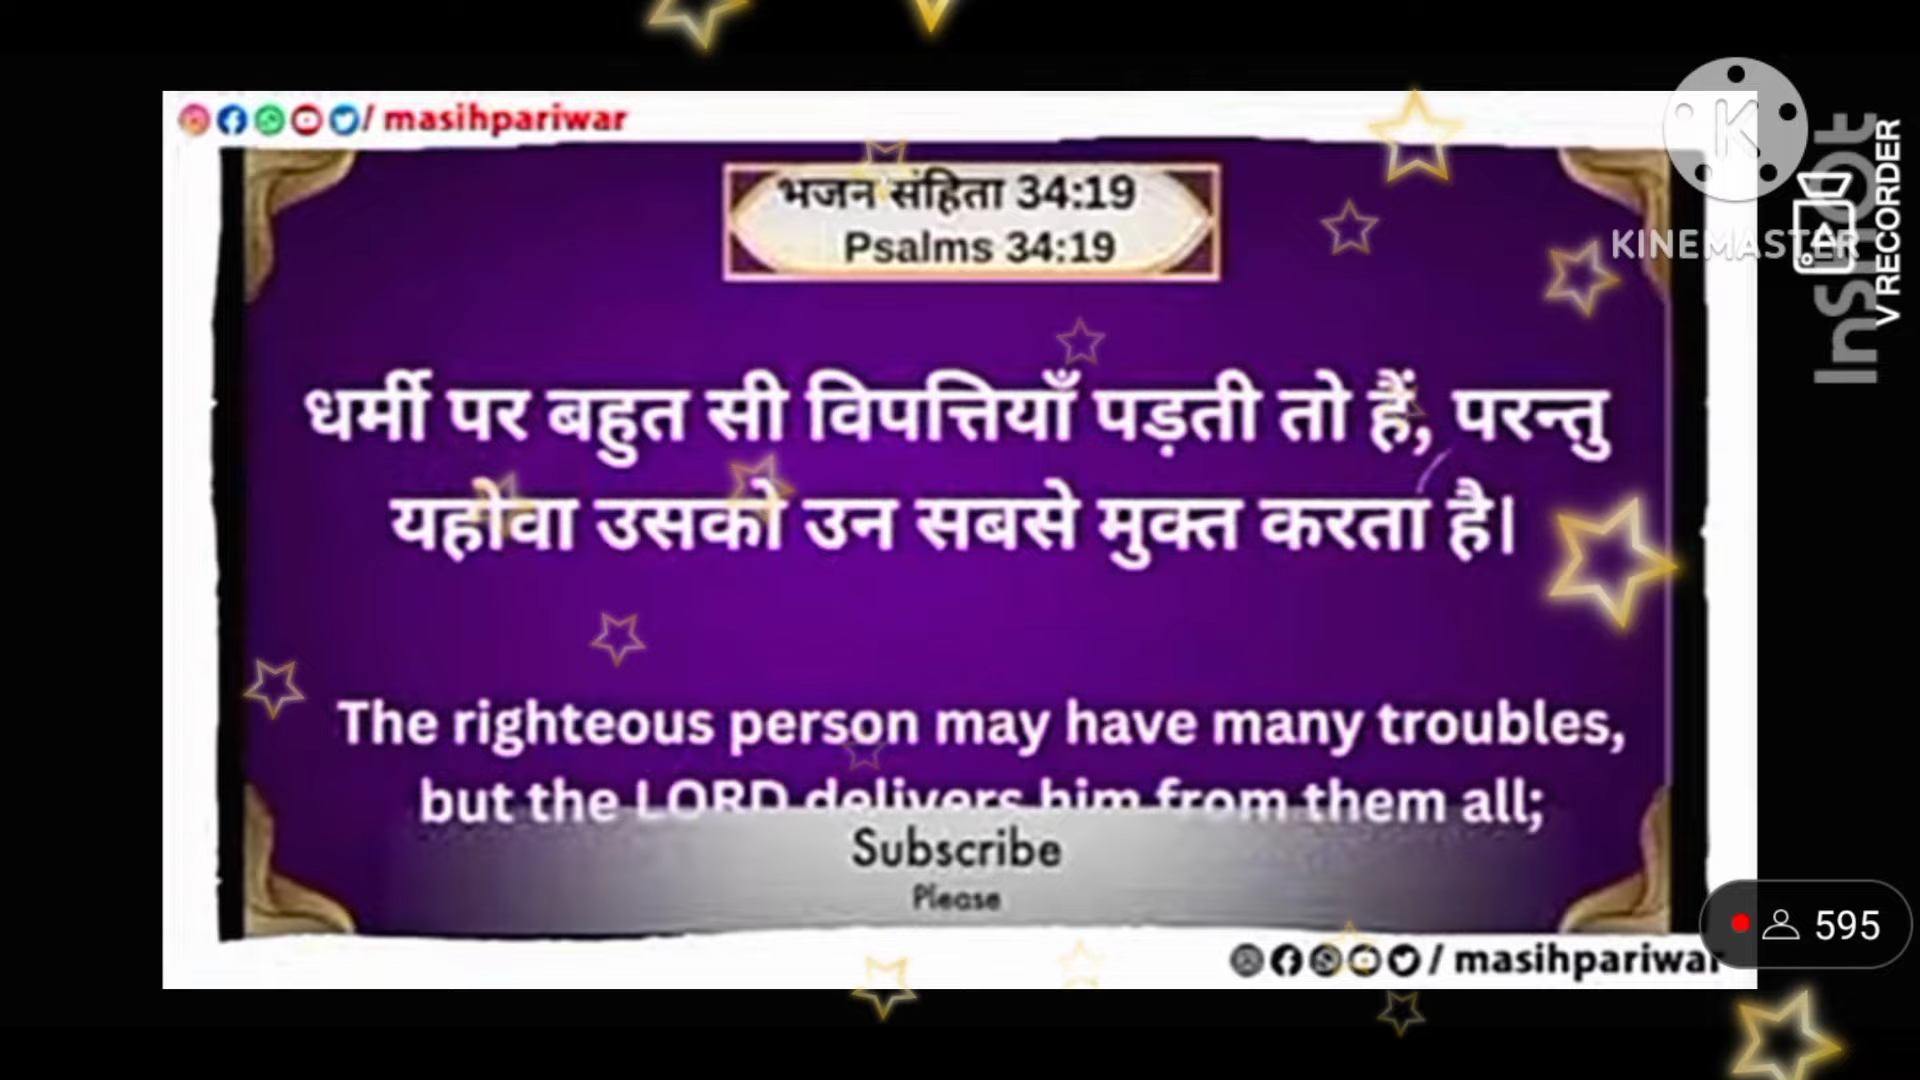 / masihpariwar
भजन संहिता 34:19
Psalms 34:19
KINEMASTER
InShOt
V RECORDER
धर्मी पर बहुत सी विपत्तियाँ पड़ती तो हैं, परन्तु
यहोवा उसको उन सबसे मुक्त करता है।
The righteous person may have many troubles,
but the LORD delivers him from them all;
Subscribe
Please
595
/ masihpariwar